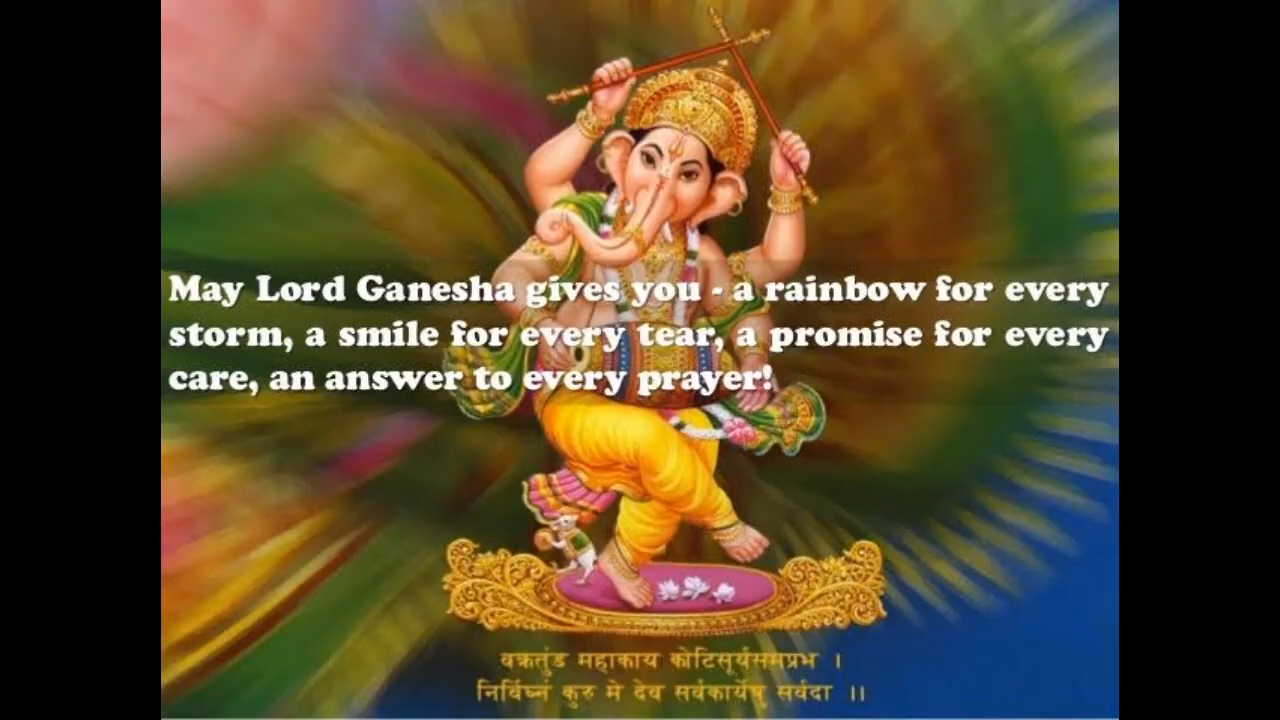 May Lord Ganesha gives you - a rainbow for every
storm, a smile for every tear, a promise for every
care, an answer to every prayer!
वक्रतुंड महाकाय कोटिसूर्यसमप्रभ ।
निर्विघ्नं कुरु मे देव सर्वकार्येषु सर्वदा ।।